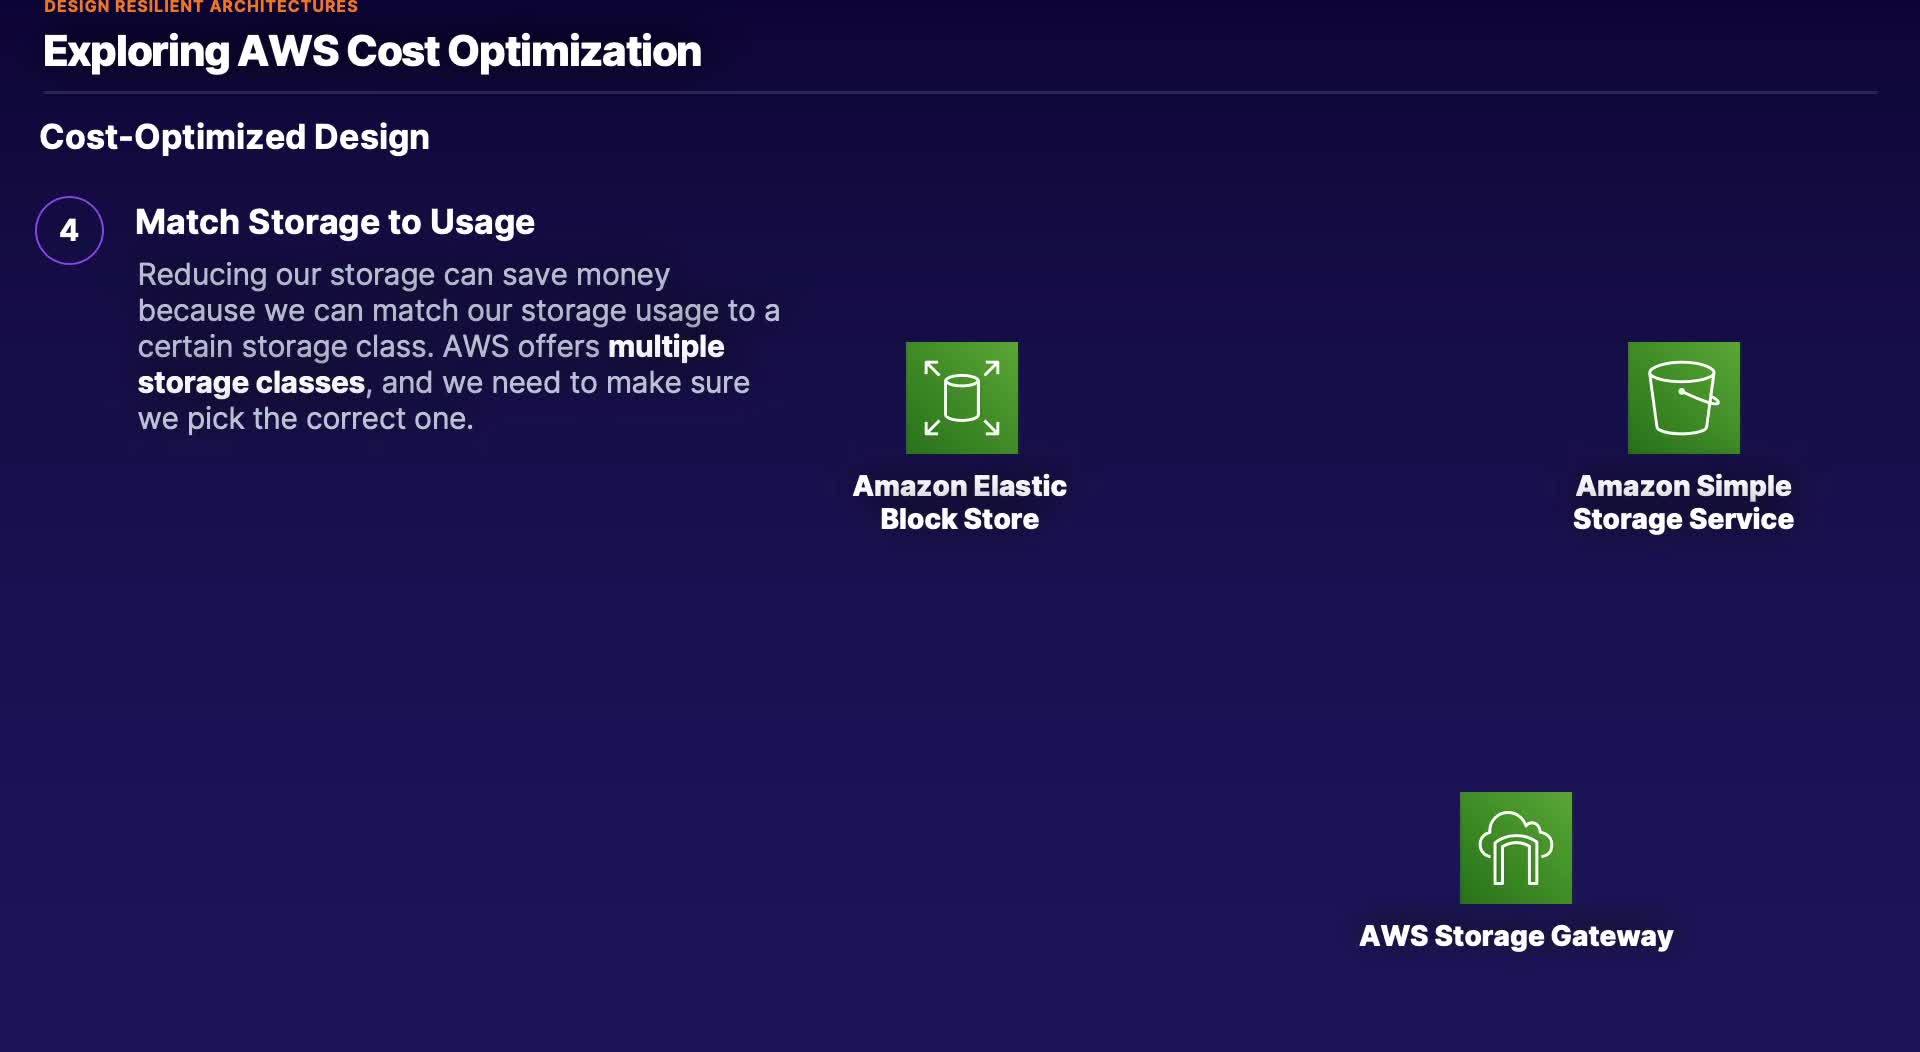 DESIGN RESILIENT ARCHITECTURES
Exploring AWS Cost Optimization
Cost-Optimized Design
4
Match Storage to Usage
Reducing our storage can save money
because we can match our storage usage to a
certain storage class. AWS offers multiple
storage classes, and we need to make sure
we pick the correct one.
Amazon Elastic
Block Store
Amazon Simple
Storage Service
AWS Storage Gateway